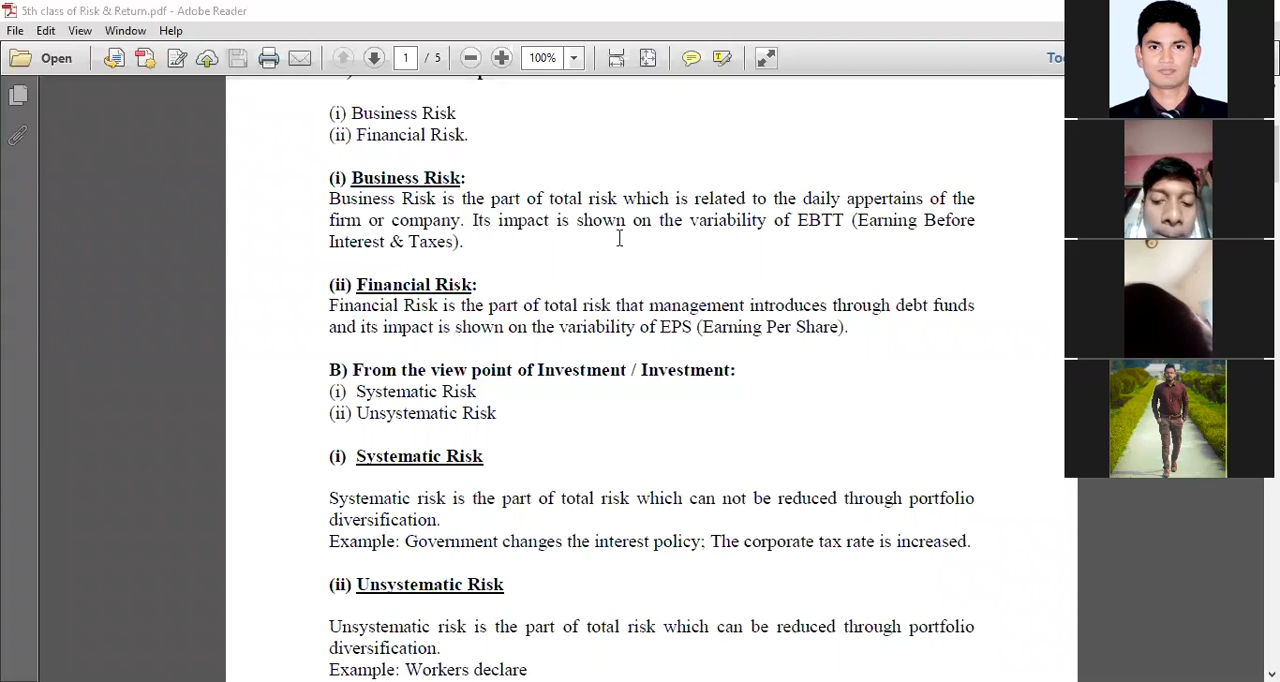 5th class of Risk & Return.pdf - Adobe Reader
File Edit View Window Help
Open 1 / 5 100%
(i) Business Risk
(ii) Financial Risk.
(i) Business Risk:
Business Risk is the part of total risk which is related to the daily appertains of the
firm or company. Its impact is shown on the variability of EBTT (Earning Before
Interest & Taxes).
(ii) Financial Risk:
Financial Risk is the part of total risk that management introduces through debt funds
and its impact is shown on the variability of EPS (Earning Per Share).
B) From the view point of Investment / Investment:
(i) Systematic Risk
(ii) Unsystematic Risk
(i) Systematic Risk
Systematic risk is the part of total risk which can not be reduced through portfolio
diversification.
Example: Government changes the interest policy; The corporate tax rate is increased.
(ii) Unsystematic Risk
Unsystematic risk is the part of total risk which can be reduced through portfolio
diversification.
Example: Workers declare